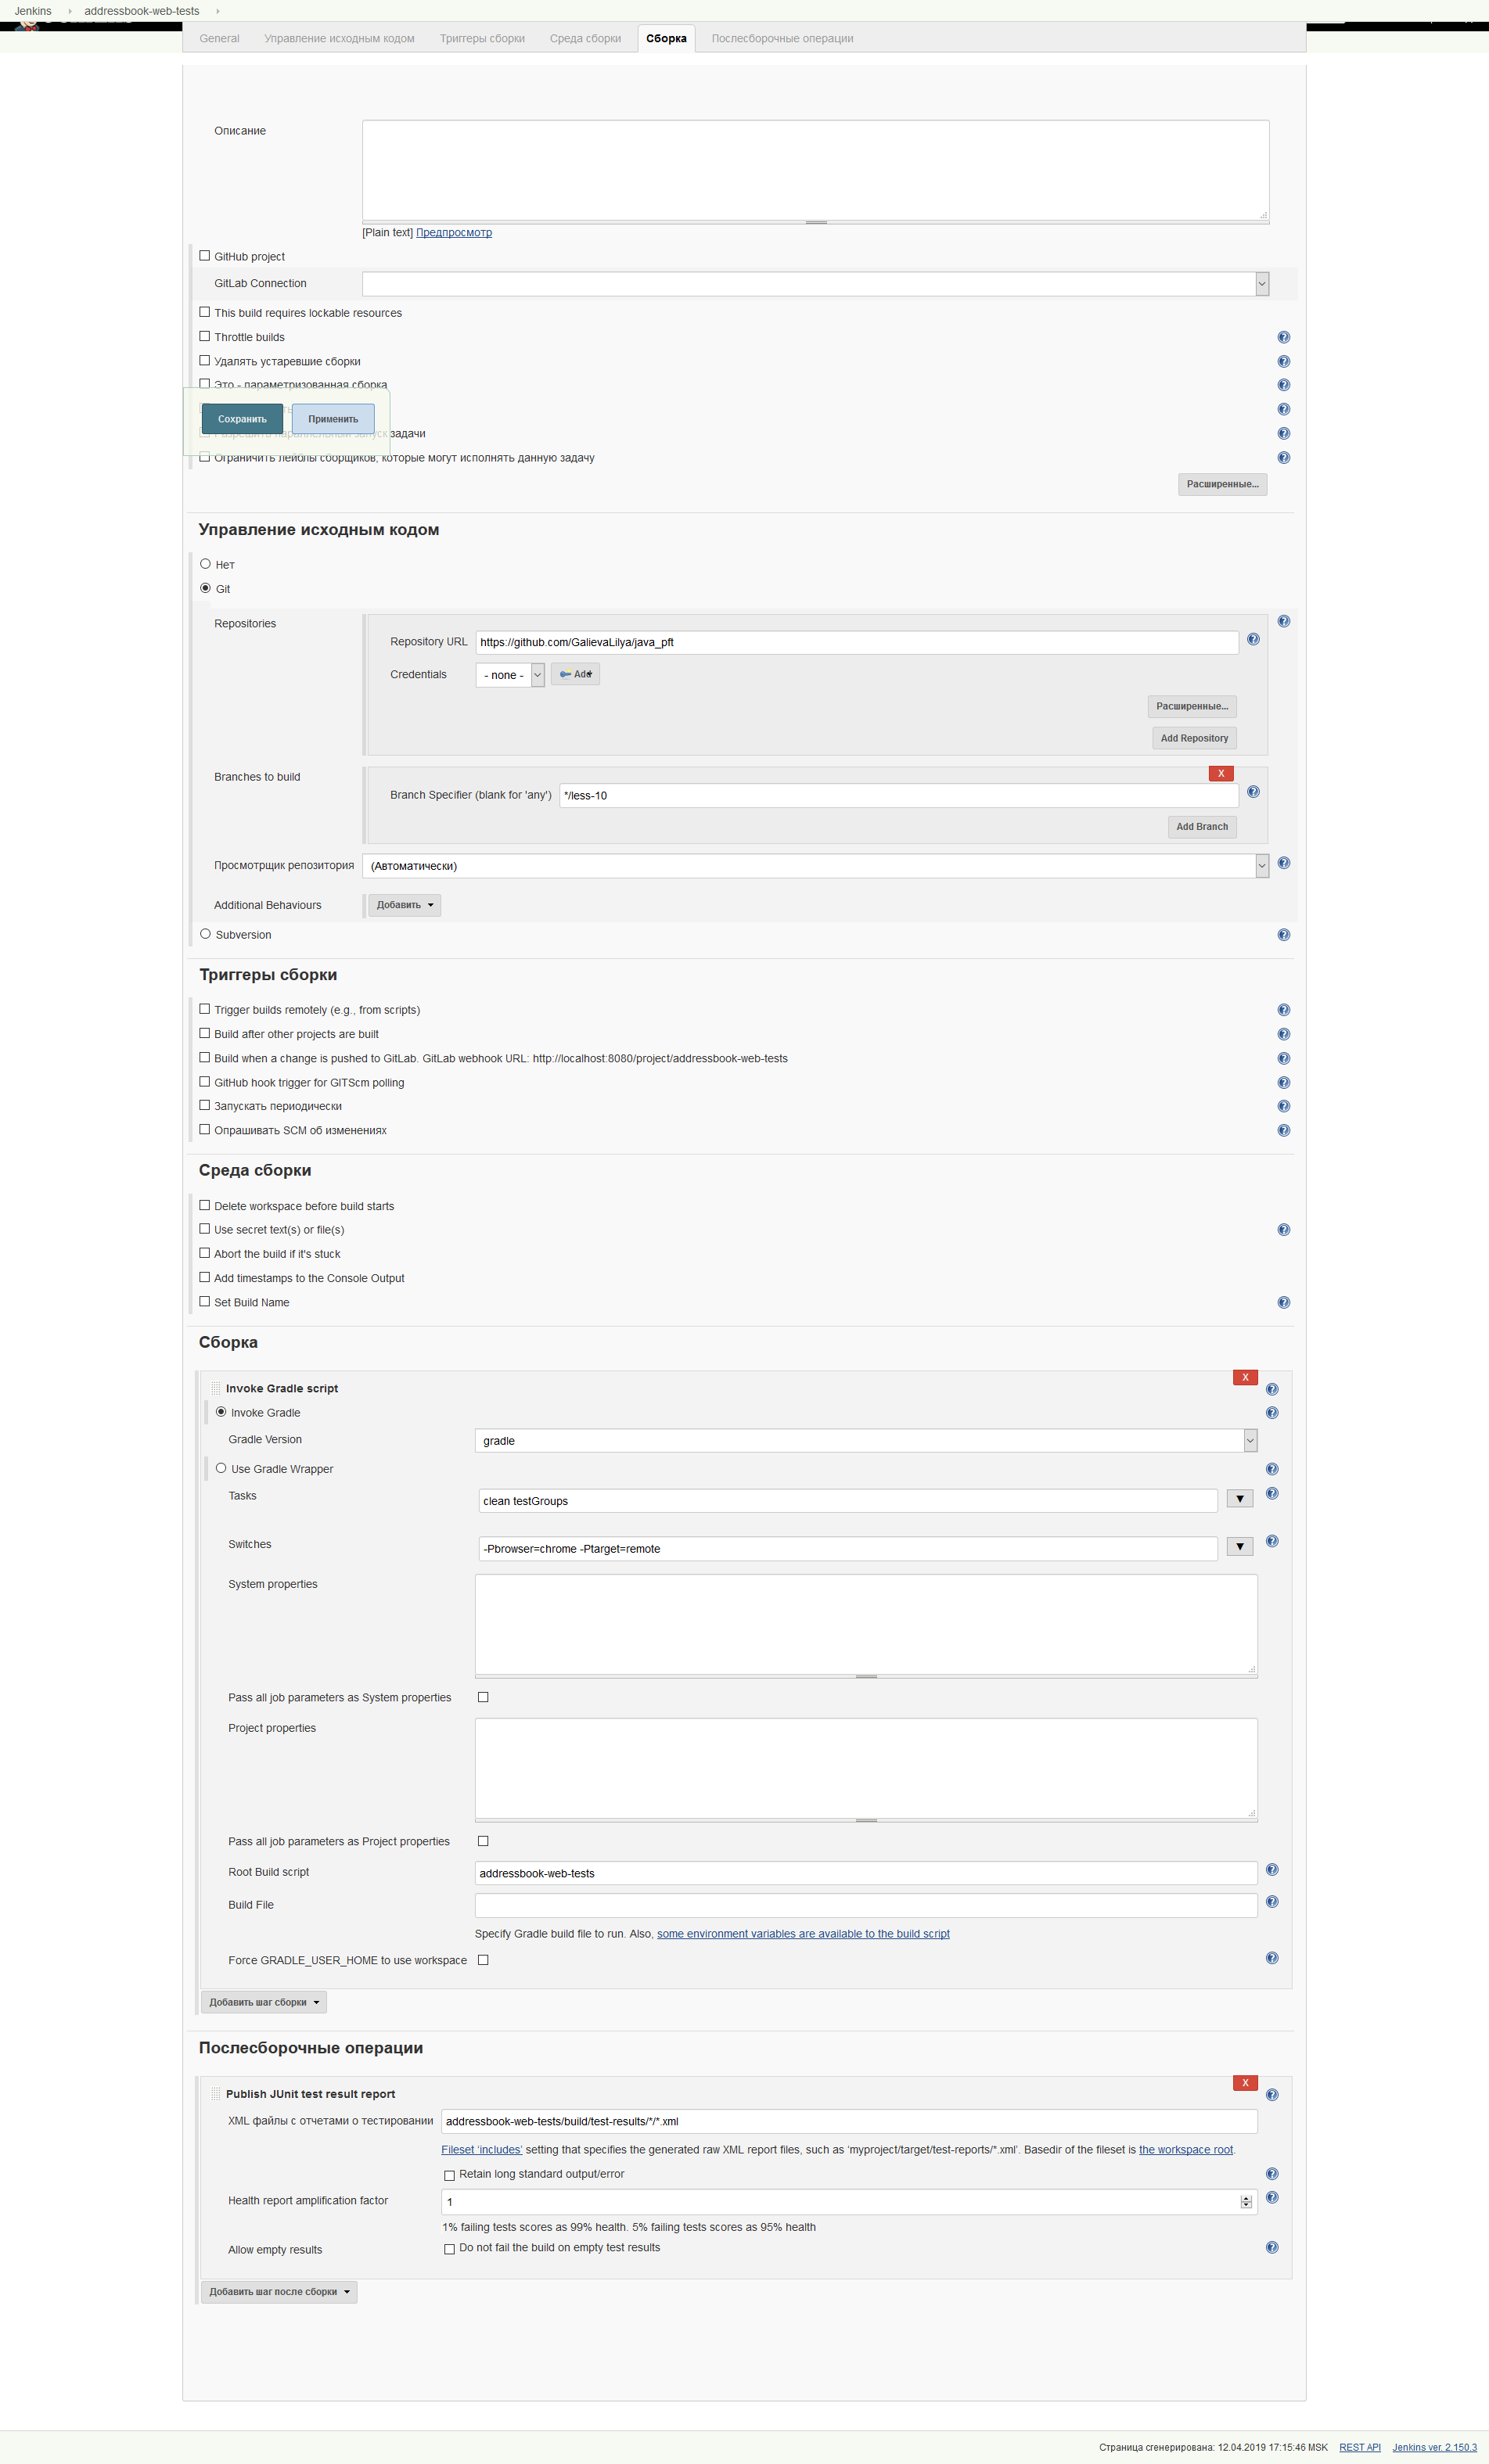 Jenkins
addressbook-web-tests
General
Управление исходным кодом
Триггеры сборки
Среда сборки
Сборка
Послесборочные операции
Описание
[Plain text] Предпросмотр
GitHub project
GitLab Connection
This build requires lockable resources
Throttle builds
Удалять устаревшие сборки
Это - параметризованная сборка
Сохранить
Применить
Разрешить параллельный запуск задачи
Ограничить лейблы сборщиков, которые могут исполнять данную задачу
Расширенные...
Управление исходным кодом
Нет
Git
Repositories
Repository URL
https://github.com/GalievaLilya/java_pft
Credentials
- none -
Add
Расширенные...
Add Repository
Branches to build
X
Branch Specifier (blank for 'any')
*/less-10
Add Branch
Просмотрщик репозитория
(Автоматически)
Additional Behaviours
Добавить
Subversion
Триггеры сборки
Trigger builds remotely (e.g., from scripts)
Build after other projects are built
Build when a change is pushed to GitLab. GitLab webhook URL: http://localhost:8080/project/addressbook-web-tests
GitHub hook trigger for GITScm polling
Запускать периодически
Опрашивать SCM об изменениях
Среда сборки
Delete workspace before build starts
Use secret text(s) or file(s)
Abort the build if it's stuck
Add timestamps to the Console Output
Set Build Name
Сборка
X
Invoke Gradle script
Invoke Gradle
Gradle Version
gradle
Use Gradle Wrapper
Tasks
clean testGroups
Switches
-Pbrowser=chrome -Ptarget=remote
System properties
Pass all job parameters as System properties
Project properties
Pass all job parameters as Project properties
Root Build script
addressbook-web-tests
Build File
Specify Gradle build file to run. Also, some environment variables are available to the build script
Force GRADLE_USER_HOME to use workspace
Добавить шаг сборки
Послесборочные операции
X
Publish JUnit test result report
XML файлы с отчетами о тестировании
addressbook-web-tests/build/test-results/*/*.xml
Fileset 'includes' setting that specifies the generated raw XML report files, such as 'myproject/target/test-reports/*.xml'. Basedir of the fileset is the workspace root.
Retain long standard output/error
Health report amplification factor
1
1% failing tests scores as 99% health. 5% failing tests scores as 95% health
Allow empty results
Do not fail the build on empty test results
Добавить шаг после сборки
Страница сгенерирована: 12.04.2019 17:15:46 MSK
REST API
Jenkins ver. 2.150.3